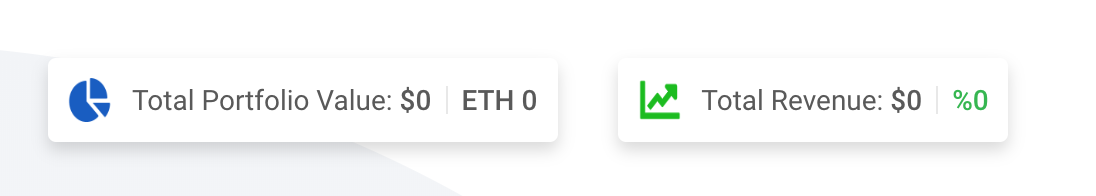 Total Portfolio Value: $0 | ETH 0
Total Revenue: $0 | %0